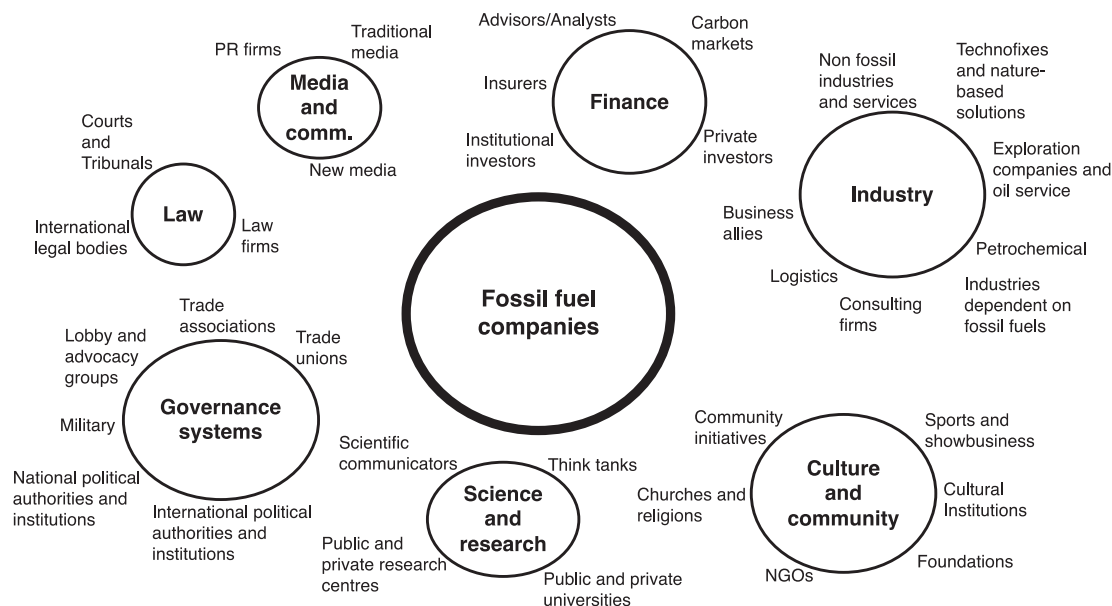 Advisors/Analysts
Carbon
markets
Insurers
Finance
Institutional
investors
Private
investors
PR firms
Traditional
media
Media
and
comm.
New media
Non fossil
industries
and services
Technofixes
and nature-
based
solutions
Exploration
companies and
oil service
Industry
Business
allies
Petrochemical
Logistics
Industries
dependent on
fossil fuels
Consulting
firms
Courts
and
Tribunals
Law
International
legal bodies
Law
firms
Fossil fuel
companies
Trade
associations
Lobby and
advocacy
groups
Trade
unions
Governance
systems
Military
National political
authorities and
institutions
International political
authorities and
institutions
Scientific
communicators
Think tanks
Science
and
research
Public and
private research
centres
Public and private
universities
Community
initiatives
Sports and
showbusiness
Culture
and
community
Churches and
religions
Cultural
Institutions
NGOs
Foundations